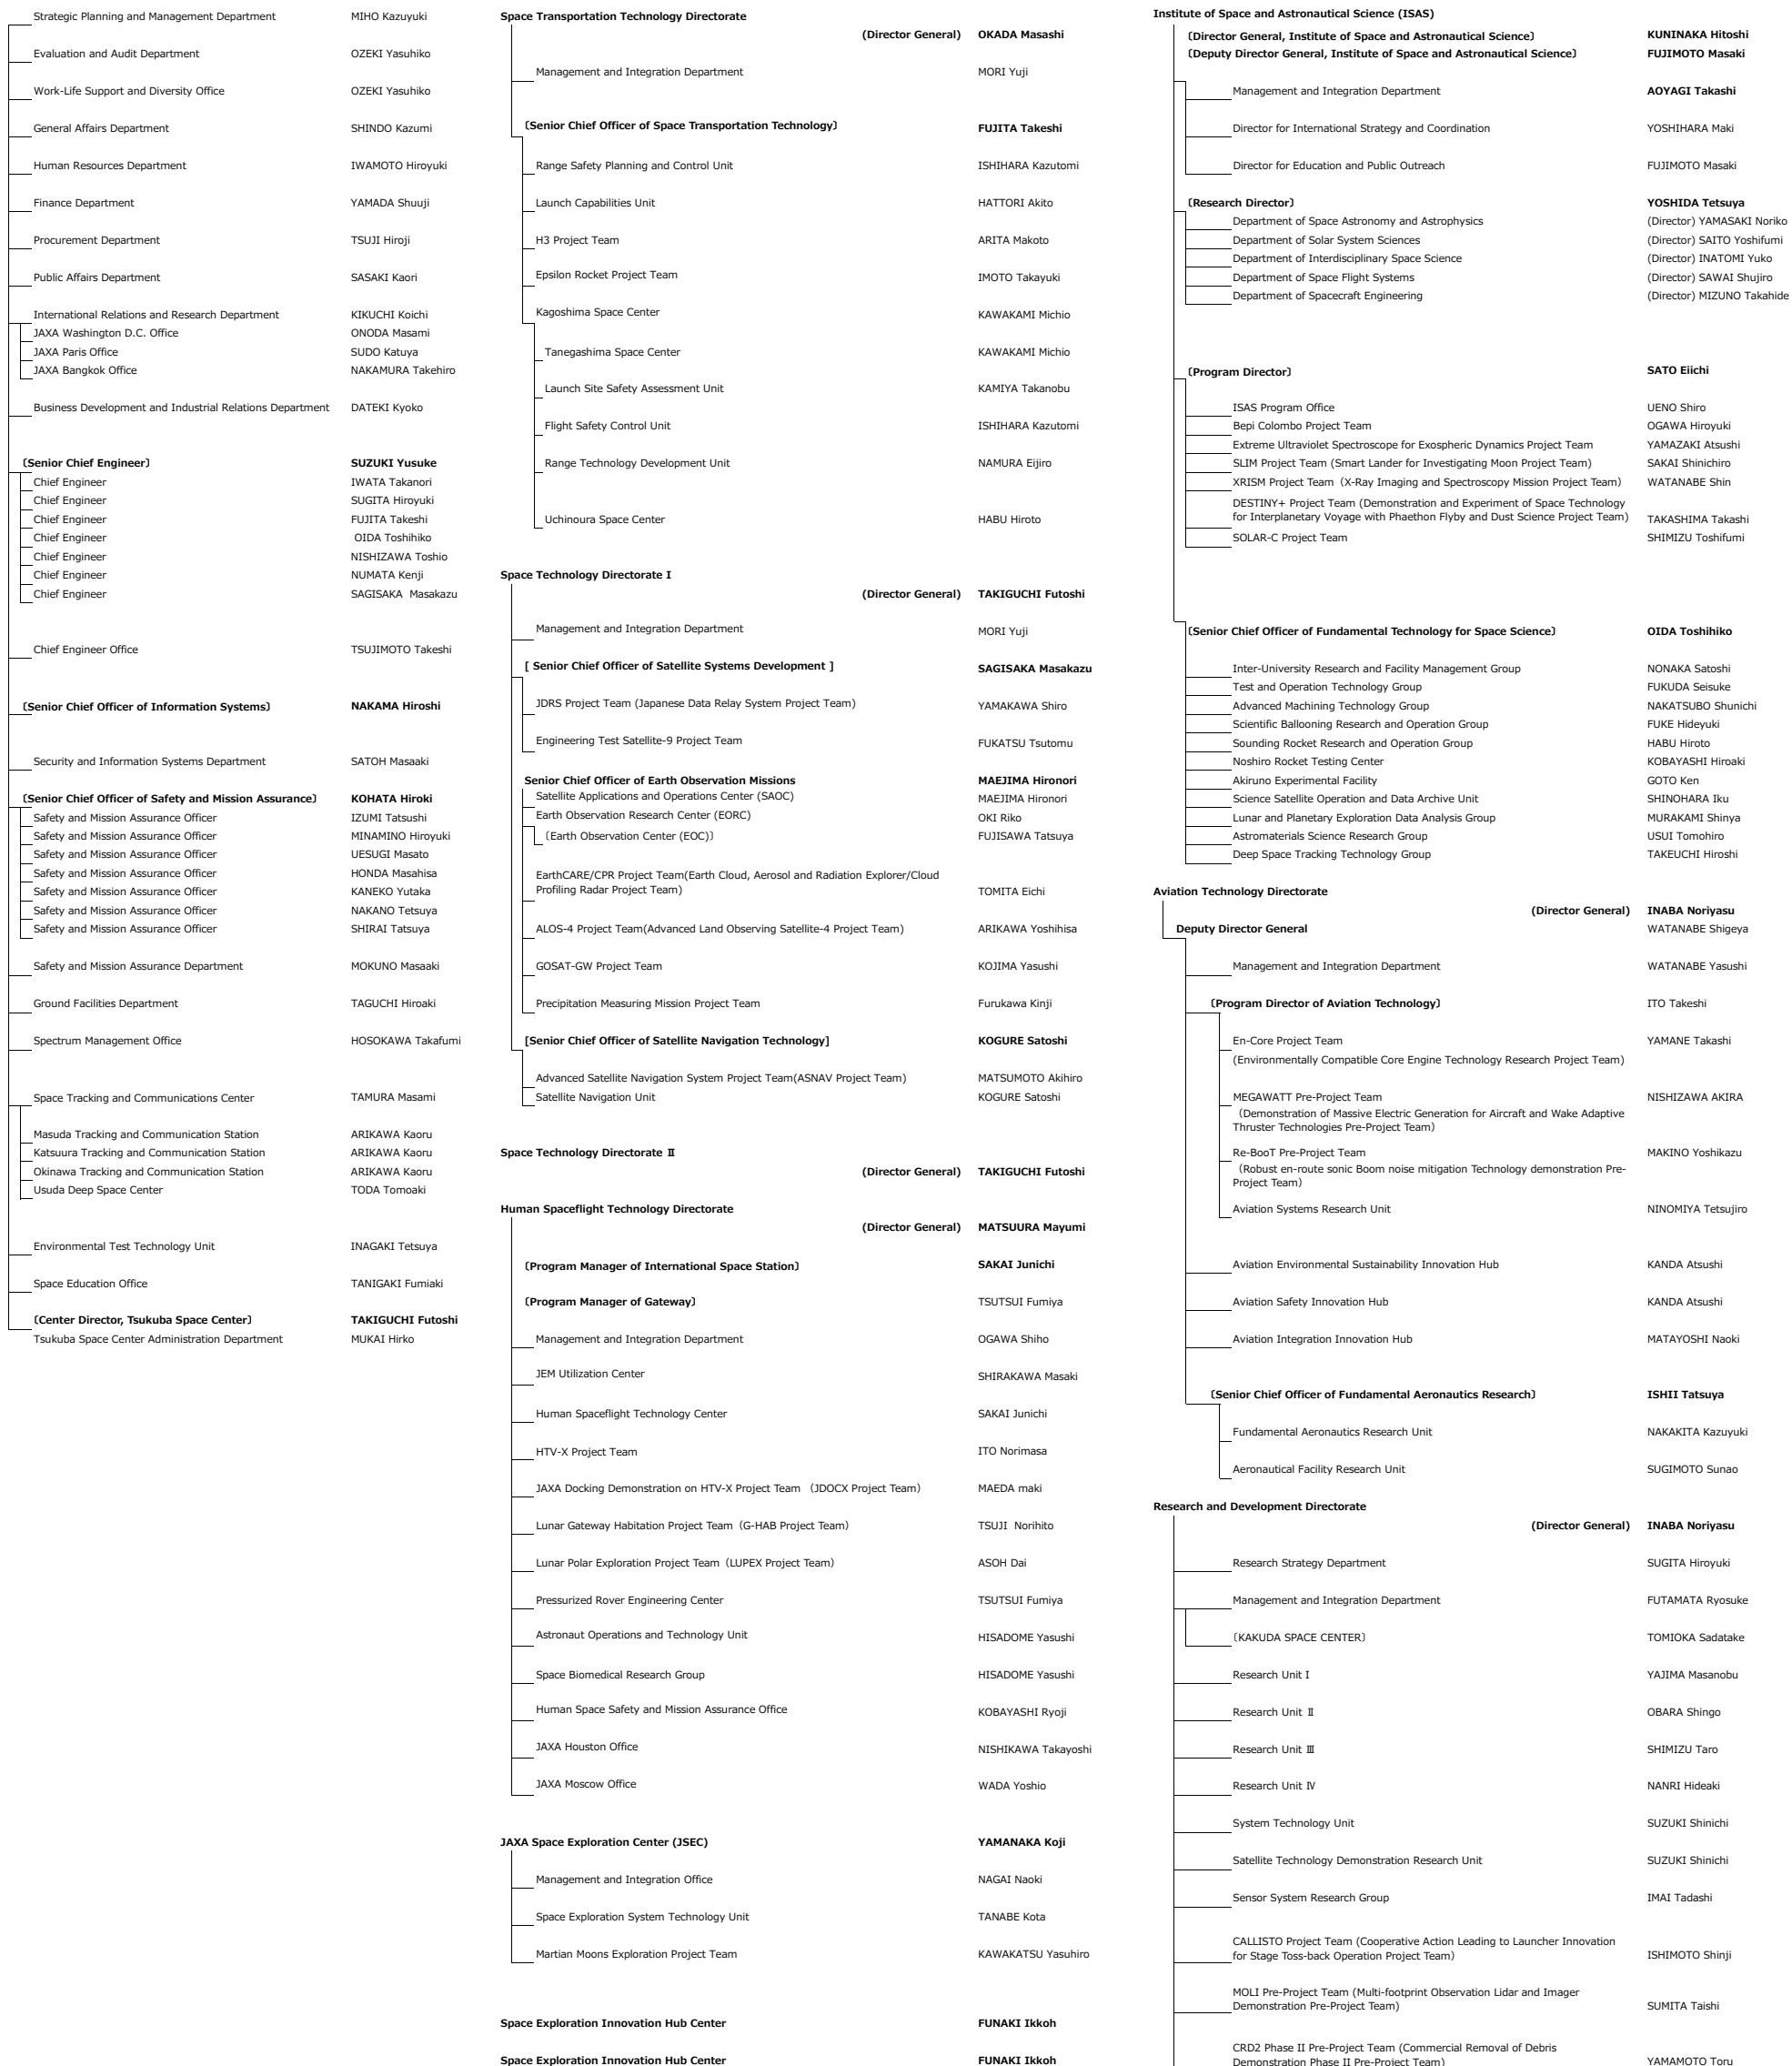 Strategic Planning and Management Department MIHO Kazuyuki
Evaluation and Audit Department OZEKI Yasuhiko
Work-Life Support and Diversity Office OZEKI Yasuhiko
General Affairs Department SHINDO Kazumi
Human Resources Department IWAMOTO Hiroyuki
Finance Department YAMADA Shuuji
Procurement Department TSUJI Hiroji
Public Affairs Department SASAKI Kaori
International Relations and Research Department KIKUCHI Koichi
JAXA Washington D.C. Office ONODA Masami
JAXA Paris Office SUDO Katuya
JAXA Bangkok Office NAKAMURA Takehiro
Business Development and Industrial Relations Department DATEKI Kyoko
〔Senior Chief Engineer〕 SUZUKI Yusuke
Chief Engineer IWATA Takanori
Chief Engineer SUGITA Hiroyuki
Chief Engineer FUJITA Takeshi
Chief Engineer OIDA Toshihiko
Chief Engineer NISHIZAWA Toshio
Chief Engineer NUMATA Kenji
Chief Engineer SAGISAKA Masakazu
Chief Engineer Office TSUJIMOTO Takeshi
〔Senior Chief Officer of Information Systems〕 NAKAMA Hiroshi
Security and Information Systems Department SATOH Masaaki
〔Senior Chief Officer of Safety and Mission Assurance〕 KOHATA Hiroki
Safety and Mission Assurance Officer IZUMI Tatsushi
Safety and Mission Assurance Officer MINAMINO Hiroyuki
Safety and Mission Assurance Officer UESUGI Masato
Safety and Mission Assurance Officer HONDA Masahisa
Safety and Mission Assurance Officer KANEKO Yutaka
Safety and Mission Assurance Officer NAKANO Tetsuya
Safety and Mission Assurance Officer SHIRAI Tatsuya
Safety and Mission Assurance Department MOKUNO Masaaki
Ground Facilities Department TAGUCHI Hiroaki
Spectrum Management Office HOSOKAWA Takafumi
Space Tracking and Communications Center TAMURA Masami
Masuda Tracking and Communication Station ARIKAWA Kaoru
Katsuura Tracking and Communication Station ARIKAWA Kaoru
Okinawa Tracking and Communication Station ARIKAWA Kaoru
Usuda Deep Space Center TODA Tomoaki
Environmental Test Technology Unit INAGAKI Tetsuya
Space Education Office TANIGAKI Fumiaki
〔Center Director, Tsukuba Space Center〕 TAKIGUCHI Futoshi
Tsukuba Space Center Administration Department MUKAI Hirko
Space Transportation Technology Directorate
(Director General) OKADA Masashi
Management and Integration Department MORI Yuji
〔Senior Chief Officer of Space Transportation Technology〕 FUJITA Takeshi
Range Safety Planning and Control Unit ISHIHARA Kazutomi
Launch Capabilities Unit HATTORI Akito
H3 Project Team ARITA Makoto
Epsilon Rocket Project Team IMOTO Takayuki
Kagoshima Space Center KAWAKAMI Michio
Tanegashima Space Center KAWAKAMI Michio
Launch Site Safety Assessment Unit KAMIYA Takanobu
Flight Safety Control Unit ISHIHARA Kazutomi
Range Technology Development Unit NAMURA Eijiro
Uchinoura Space Center HABU Hiroto
Space Technology Directorate I
(Director General) TAKIGUCHI Futoshi
Management and Integration Department MORI Yuji
[ Senior Chief Officer of Satellite Systems Development ] SAGISAKA Masakazu
JDRS Project Team (Japanese Data Relay System Project Team) YAMAKAWA Shiro
Engineering Test Satellite-9 Project Team FUKATSU Tsutomu
Senior Chief Officer of Earth Observation Missions MAEJIMA Hironori
Satellite Applications and Operations Center (SAOC) MAEJIMA Hironori
Earth Observation Research Center (EORC) OKI Riko
〔Earth Observation Center (EOC)〕 FUJISAWA Tatsuya
EarthCARE/CPR Project Team(Earth Cloud, Aerosol and Radiation Explorer/Cloud
Profiling Radar Project Team) TOMITA Eichi
ALOS-4 Project Team(Advanced Land Observing Satellite-4 Project Team) ARIKAWA Yoshihisa
GOSAT-GW Project Team KOJIMA Yasushi
Precipitation Measuring Mission Project Team Furukawa Kinji
[Senior Chief Officer of Satellite Navigation Technology] KOGURE Satoshi
Advanced Satellite Navigation System Project Team(ASNAV Project Team) MATSUMOTO Akihiro
Satellite Navigation Unit KOGURE Satoshi
Space Technology Directorate Ⅱ
(Director General) TAKIGUCHI Futoshi
Human Spaceflight Technology Directorate
(Director General) MATSUURA Mayumi
〔Program Manager of International Space Station〕 SAKAI Junichi
〔Program Manager of Gateway〕 TSUTSUI Fumiya
Management and Integration Department OGAWA Shiho
JEM Utilization Center SHIRAKAWA Masaki
Human Spaceflight Technology Center SAKAI Junichi
HTV-X Project Team ITO Norimasa
JAXA Docking Demonstration on HTV-X Project Team （JDOCX Project Team） MAEDA maki
Lunar Gateway Habitation Project Team（G-HAB Project Team） TSUJI Norihito
Lunar Polar Exploration Project Team（LUPEX Project Team） ASOH Dai
Pressurized Rover Engineering Center TSUTSUI Fumiya
Astronaut Operations and Technology Unit HISADOME Yasushi
Space Biomedical Research Group HISADOME Yasushi
Human Space Safety and Mission Assurance Office KOBAYASHI Ryoji
JAXA Houston Office NISHIKAWA Takayoshi
JAXA Moscow Office WADA Yoshio
JAXA Space Exploration Center (JSEC) YAMANAKA Koji
Management and Integration Office NAGAI Naoki
Space Exploration System Technology Unit TANABE Kota
Martian Moons Exploration Project Team KAWAKATSU Yasuhiro
Space Exploration Innovation Hub Center FUNAKI Ikkoh
Space Exploration Innovation Hub Center FUNAKI Ikkoh
Institute of Space and Astronautical Science (ISAS)
〔Director General, Institute of Space and Astronautical Science〕 KUNINAKA Hitoshi
〔Deputy Director General, Institute of Space and Astronautical Science〕 FUJIMOTO Masaki
Management and Integration Department AOYAGI Takashi
Director for International Strategy and Coordination YOSHIHARA Maki
Director for Education and Public Outreach FUJIMOTO Masaki
〔Research Director〕 YOSHIDA Tetsuya
Department of Space Astronomy and Astrophysics (Director) YAMASAKI Noriko
Department of Solar System Sciences (Director) SAITO Yoshifumi
Department of Interdisciplinary Space Science (Director) INATOMI Yuko
Department of Space Flight Systems (Director) SAWAI Shujiro
Department of Spacecraft Engineering (Director) MIZUNO Takahide
〔Program Director〕 SATO Eiichi
ISAS Program Office UENO Shiro
Bepi Colombo Project Team OGAWA Hiroyuki
Extreme Ultraviolet Spectroscope for Exospheric Dynamics Project Team YAMAZAKI Atsushi
SLIM Project Team (Smart Lander for Investigating Moon Project Team) SAKAI Shinichiro
XRISM Project Team（X-Ray Imaging and Spectroscopy Mission Project Team） WATANABE Shin
DESTINY+ Project Team (Demonstration and Experiment of Space Technology
for Interplanetary Voyage with Phaethon Flyby and Dust Science Project Team) TAKASHIMA Takashi
SOLAR-C Project Team SHIMIZU Toshifumi
〔Senior Chief Officer of Fundamental Technology for Space Science〕 OIDA Toshihiko
Inter-University Research and Facility Management Group NONAKA Satoshi
Test and Operation Technology Group FUKUDA Seisuke
Advanced Machining Technology Group NAKATSUBO Shunichi
Scientific Ballooning Research and Operation Group FUKE Hideyuki
Sounding Rocket Research and Operation Group HABU Hiroto
Noshiro Rocket Testing Center KOBAYASHI Hiroaki
Akiruno Experimental Facility GOTO Ken
Science Satellite Operation and Data Archive Unit SHINOHARA Iku
Lunar and Planetary Exploration Data Analysis Group MURAKAMI Shinya
Astromaterials Science Research Group USUI Tomohiro
Deep Space Tracking Technology Group TAKEUCHI Hiroshi
Aviation Technology Directorate
(Director General) INABA Noriyasu
Deputy Director General WATANABE Shigeya
Management and Integration Department WATANABE Yasushi
〔Program Director of Aviation Technology〕 ITO Takeshi
En-Core Project Team YAMANE Takashi
(Environmentally Compatible Core Engine Technology Research Project Team)
MEGAWATT Pre-Project Team NISHIZAWA AKIRA
（Demonstration of Massive Electric Generation for Aircraft and Wake Adaptive
Thruster Technologies Pre-Project Team）
Re-BooT Pre-Project Team MAKINO Yoshikazu
（Robust en-route sonic Boom noise mitigation Technology demonstration Pre-
Project Team）
Aviation Systems Research Unit NINOMIYA Tetsujiro
Aviation Environmental Sustainability Innovation Hub KANDA Atsushi
Aviation Safety Innovation Hub KANDA Atsushi
Aviation Integration Innovation Hub MATAYOSHI Naoki
〔Senior Chief Officer of Fundamental Aeronautics Research〕 ISHII Tatsuya
Fundamental Aeronautics Research Unit NAKAKITA Kazuyuki
Aeronautical Facility Research Unit SUGIMOTO Sunao
Research and Development Directorate
(Director General) INABA Noriyasu
Research Strategy Department SUGITA Hiroyuki
Management and Integration Department FUTAMATA Ryosuke
〔KAKUDA SPACE CENTER〕 TOMIOKA Sadatake
Research Unit I YAJIMA Masanobu
Research Unit Ⅱ OBARA Shingo
Research Unit Ⅲ SHIMIZU Taro
Research Unit Ⅳ NANRI Hideaki
System Technology Unit SUZUKI Shinichi
Satellite Technology Demonstration Research Unit SUZUKI Shinichi
Sensor System Research Group IMAI Tadashi
CALLISTO Project Team (Cooperative Action Leading to Launcher Innovation
for Stage Toss-back Operation Project Team） ISHIMOTO Shinji
MOLI Pre-Project Team (Multi-footprint Observation Lidar and Imager
Demonstration Pre-Project Team） SUMITA Taishi
CRD2 Phase II Pre-Project Team (Commercial Removal of Debris
Demonstration Phase II Pre-Project Team） YAMAMOTO Toru